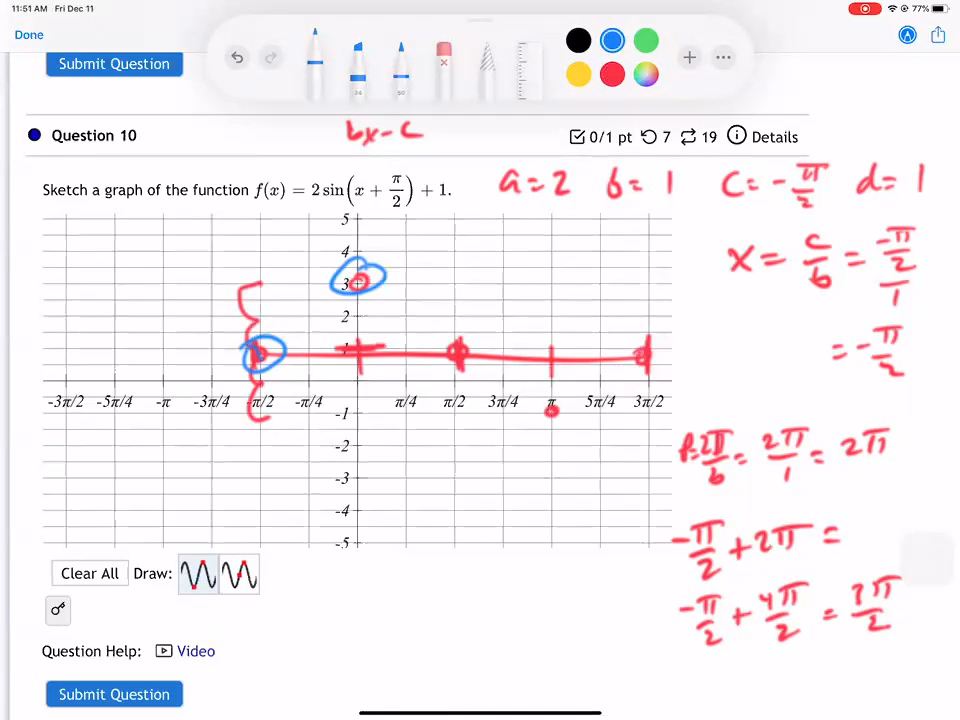 11:51 AM Fri Dec 11
77%
Done
Submit Question
24
50
bx - c
Question 10
0/1 pt 7 19 Details
Sketch a graph of the function f(x) = 2 sin(x + π/2) + 1.
a = 2 b = 1 c = -π/2 d = 1
x = c/b = (-π/2)/1
= -π/2
5
4
3
2
1
-3π/2 -5π/4 -π -3π/4 -π/2 -π/4 π/4 π/2 3π/4 π 5π/4 3π/2
-1
-2
-3
-4
-5
P = 2π/b = 2π/1 = 2π
-π/2 + 2π =
-π/2 + 4π/2 = 3π/2
Clear All Draw:
Question Help: Video
Submit Question